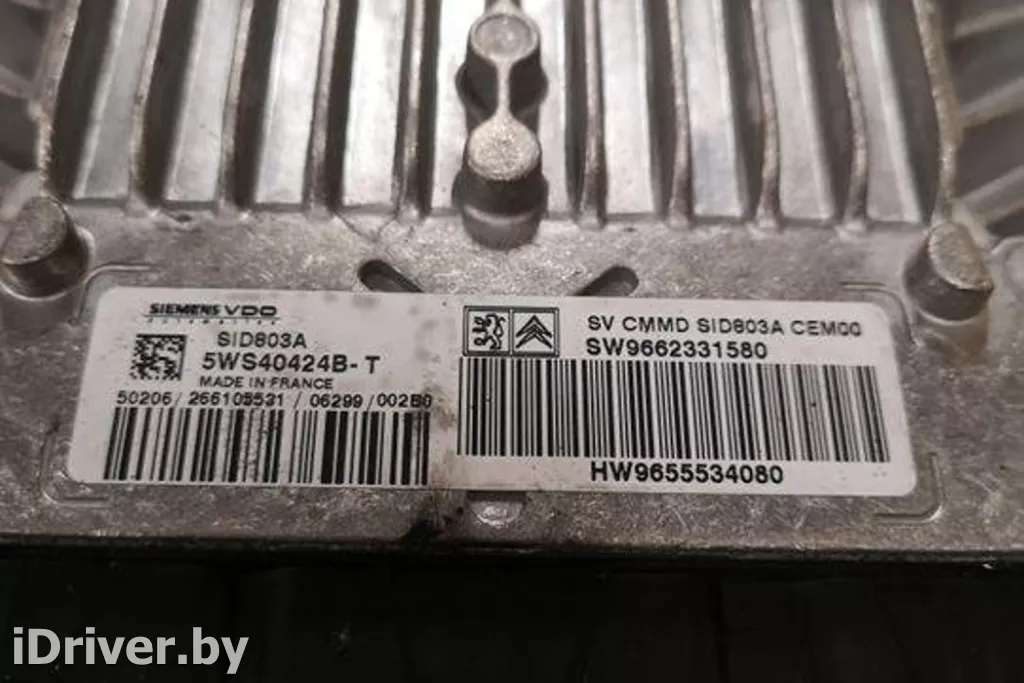 SIEMENS VDO
AUTOMOTIVE
SID803A
5WS40424B-T
MADE IN FRANCE
50206/266105531/06299/002B0
SV CMMD SID803A CEM00
SW9662331580
HW9655534080
iDriver.by